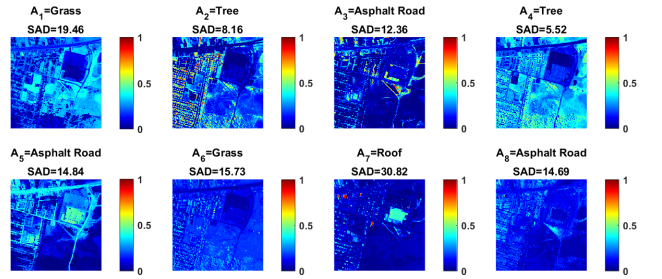 A1=Grass
SAD=19.46
1
0.5
0
A2=Tree
SAD=8.16
1
0.5
0
A3=Asphalt Road
SAD=12.36
1
0.5
0
A4=Tree
SAD=5.52
1
0.5
0
A5=Asphalt Road
SAD=14.84
1
0.5
0
A6=Grass
SAD=15.73
1
0.5
0
A7=Roof
SAD=30.82
1
0.5
0
A8=Asphalt Road
SAD=14.69
1
0.5
0